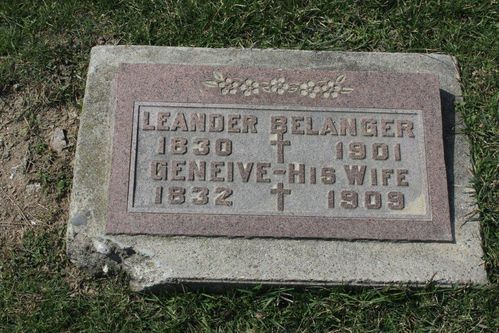 LEANDER BELANGER
1830 1901
GENEIVE-HIS WIFE
1832 1909